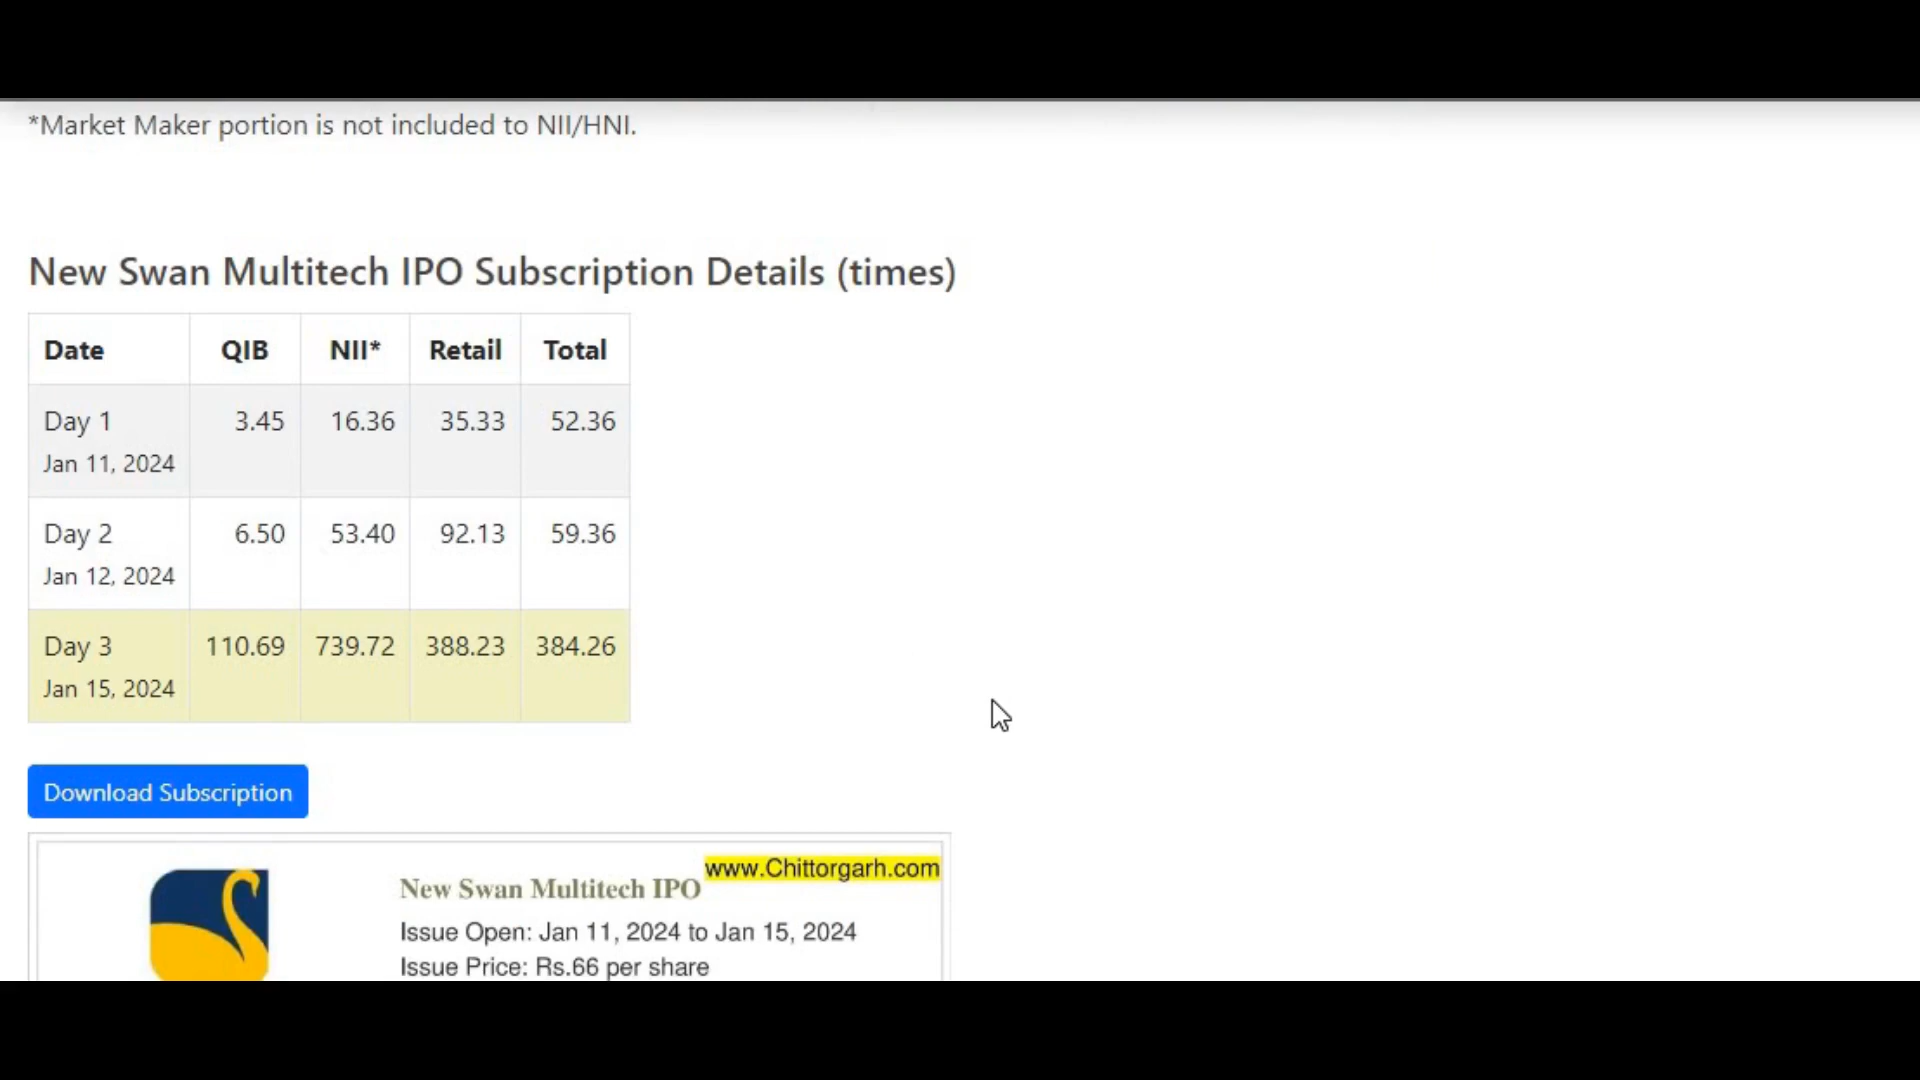 *Market Maker portion is not included to NII/HNI.
New Swan Multitech IPO Subscription Details (times)
Date QIB NII* Retail Total
Day 1 3.45 16.36 35.33 52.36
Jan 11, 2024
Day 2 6.50 53.40 92.13 59.36
Jan 12, 2024
Day 3 110.69 739.72 388.23 384.26
Jan 15, 2024
Download Subscription
www.Chittorgarh.com
New Swan Multitech IPO
Issue Open: Jan 11, 2024 to Jan 15, 2024
Issue Price: Rs.66 per share